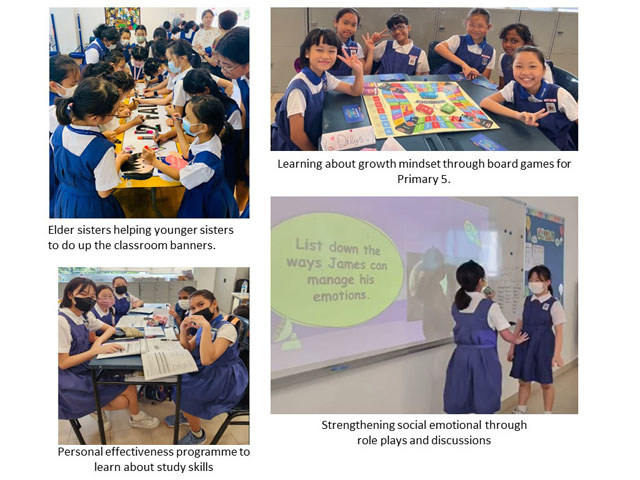 Elder sisters helping younger sisters
to do up the classroom banners.
Learning about growth mindset through board games for
Primary 5.
List down the
ways James can
manage his
emotions.
Personal effectiveness programme to
learn about study skills
Strengthening social emotional through
role plays and discussions